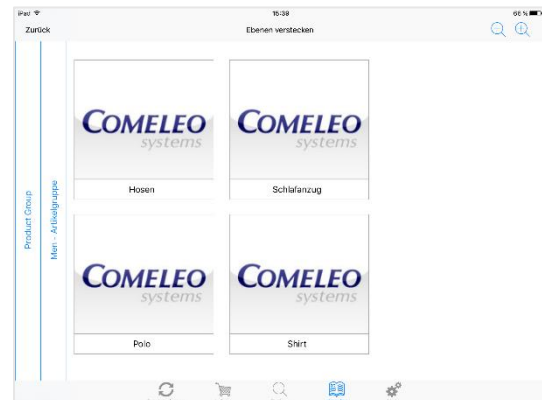 iPad 15:39 66 %
Zurück Ebenen verstecken
Product Group
Men - Artikelgruppe
COMELEO
systems
Hosen
COMELEO
systems
Schlafanzug
COMELEO
systems
Polo
COMELEO
systems
Shirt